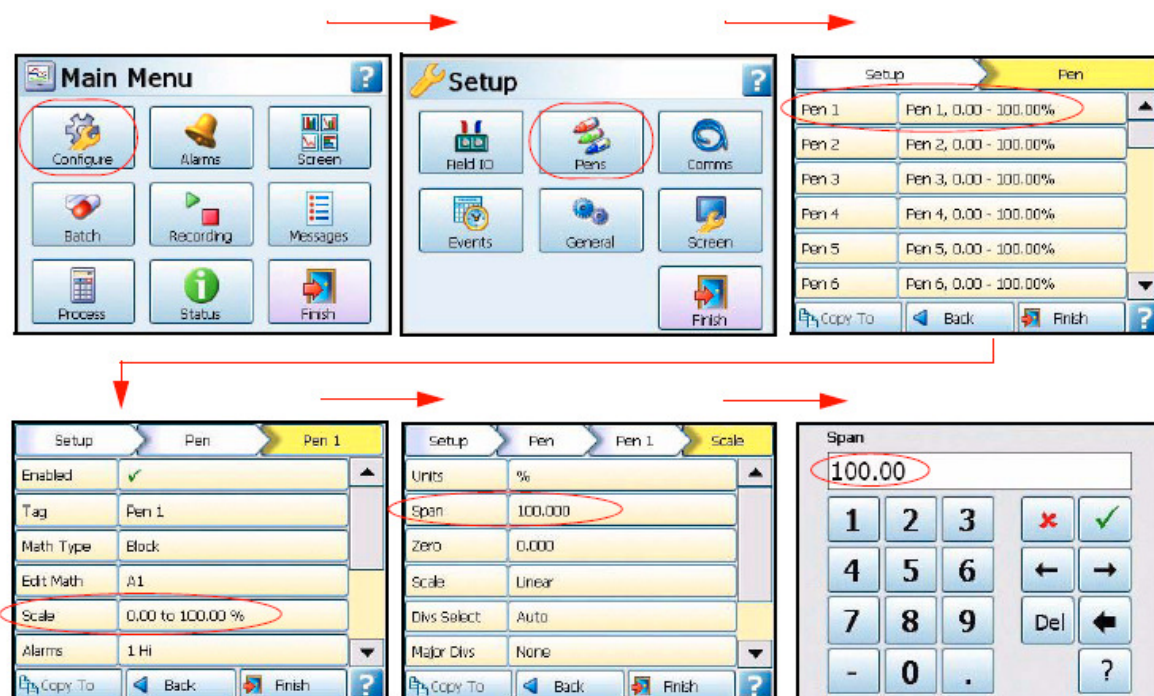 Main Menu ?
Configure Alarms Screen
Batch Recording Messages
Process Status Finish
Setup ?
Field IO Pens Comms
Events General Screen
Finish
Setup Pen
Pen 1 Pen 1, 0.00 - 100.00%
Pen 2 Pen 2, 0.00 - 100.00%
Pen 3 Pen 3, 0.00 - 100.00%
Pen 4 Pen 4, 0.00 - 100.00%
Pen 5 Pen 5, 0.00 - 100.00%
Pen 6 Pen 6, 0.00 - 100.00%
Copy To Back Finish ?
Setup Pen Pen 1
Enabled ✓
Tag Pen 1
Math Type Block
Edit Math A1
Scale 0.00 to 100.00 %
Alarms 1 Hi
Copy To Back Finish ?
Setup Pen Pen 1 Scale
Units %
Span 100.000
Zero 0.000
Scale Linear
Divs Select Auto
Major Divs None
Copy To Back Finish ?
Span
100.00
1 2 3
4 5 6
7 8 9 Del
- 0 . ?